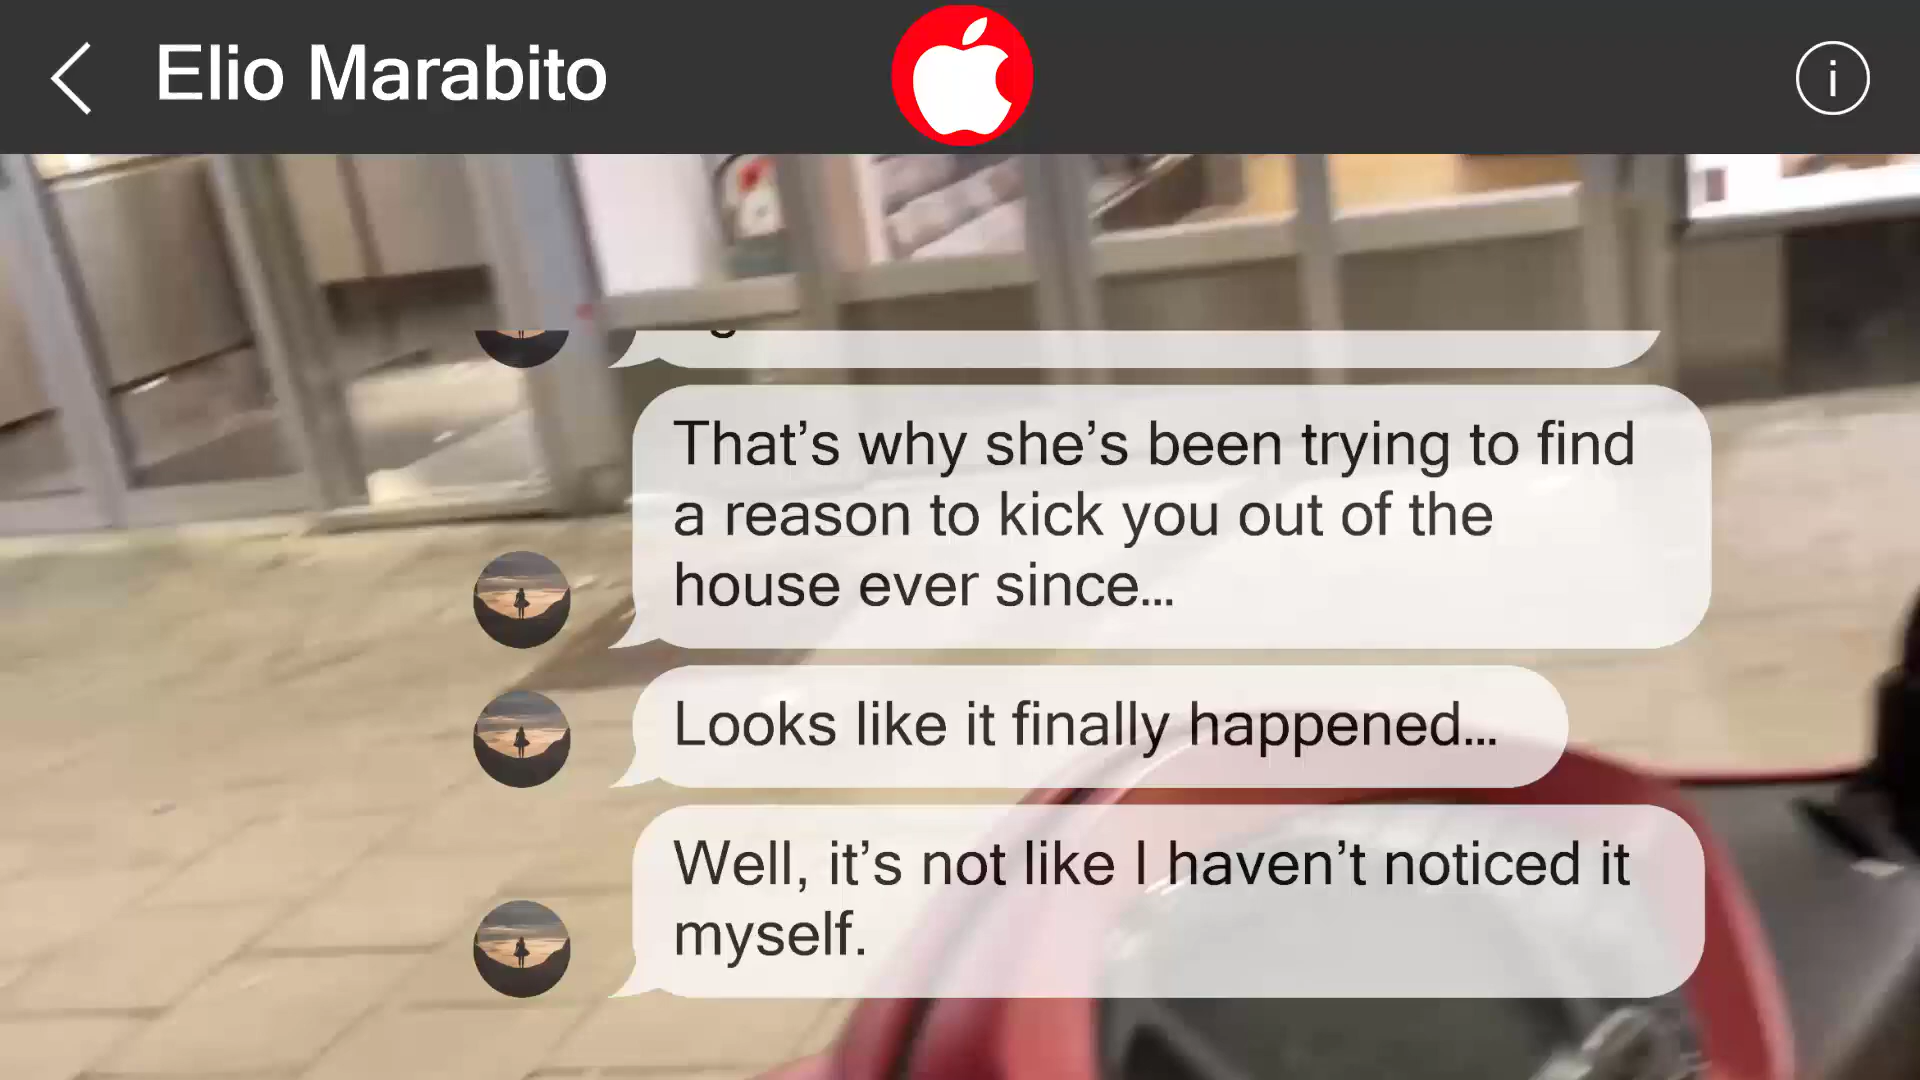 Elio Marabito
That’s why she’s been trying to find
a reason to kick you out of the
house ever since...
Looks like it finally happened...
Well, it’s not like I haven’t noticed it
myself.